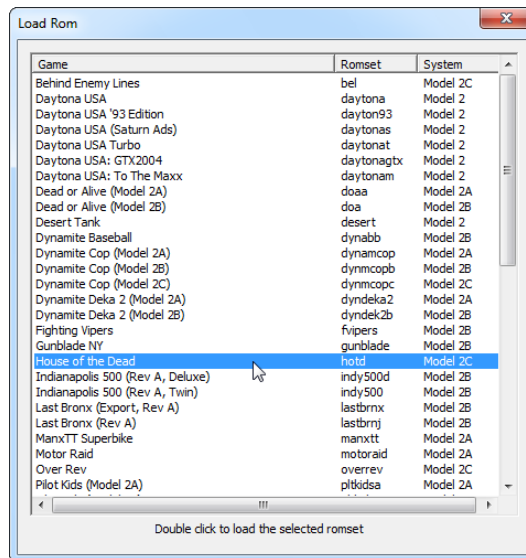 Load Rom
Game Romset System
Behind Enemy Lines bel Model 2C
Daytona USA daytona Model 2
Daytona USA '93 Edition dayton93 Model 2
Daytona USA (Saturn Ads) daytonas Model 2
Daytona USA Turbo daytonat Model 2
Daytona USA: GTX2004 daytonagtx Model 2
Daytona USA: To The Maxx daytonam Model 2
Dead or Alive (Model 2A) doaa Model 2A
Dead or Alive (Model 2B) doa Model 2B
Desert Tank desert Model 2
Dynamite Baseball dynabb Model 2B
Dynamite Cop (Model 2A) dynamcop Model 2A
Dynamite Cop (Model 2B) dynmcopb Model 2B
Dynamite Cop (Model 2C) dynmcopc Model 2C
Dynamite Deka 2 (Model 2A) dyndeka2 Model 2A
Dynamite Deka 2 (Model 2B) dyndek2b Model 2B
Fighting Vipers fvipers Model 2B
Gunblade NY gunblade Model 2B
House of the Dead hotd Model 2C
Indianapolis 500 (Rev A, Deluxe) indy500d Model 2B
Indianapolis 500 (Rev A, Twin) indy500 Model 2B
Last Bronx (Export, Rev A) lastbrnx Model 2B
Last Bronx (Rev A) lastbrnj Model 2B
ManxTT Superbike manxtt Model 2A
Motor Raid motoraid Model 2A
Over Rev overrec Model 2C
Pilot Kids (Model 2A) pltkidsa Model 2A
Double click to load the selected romset